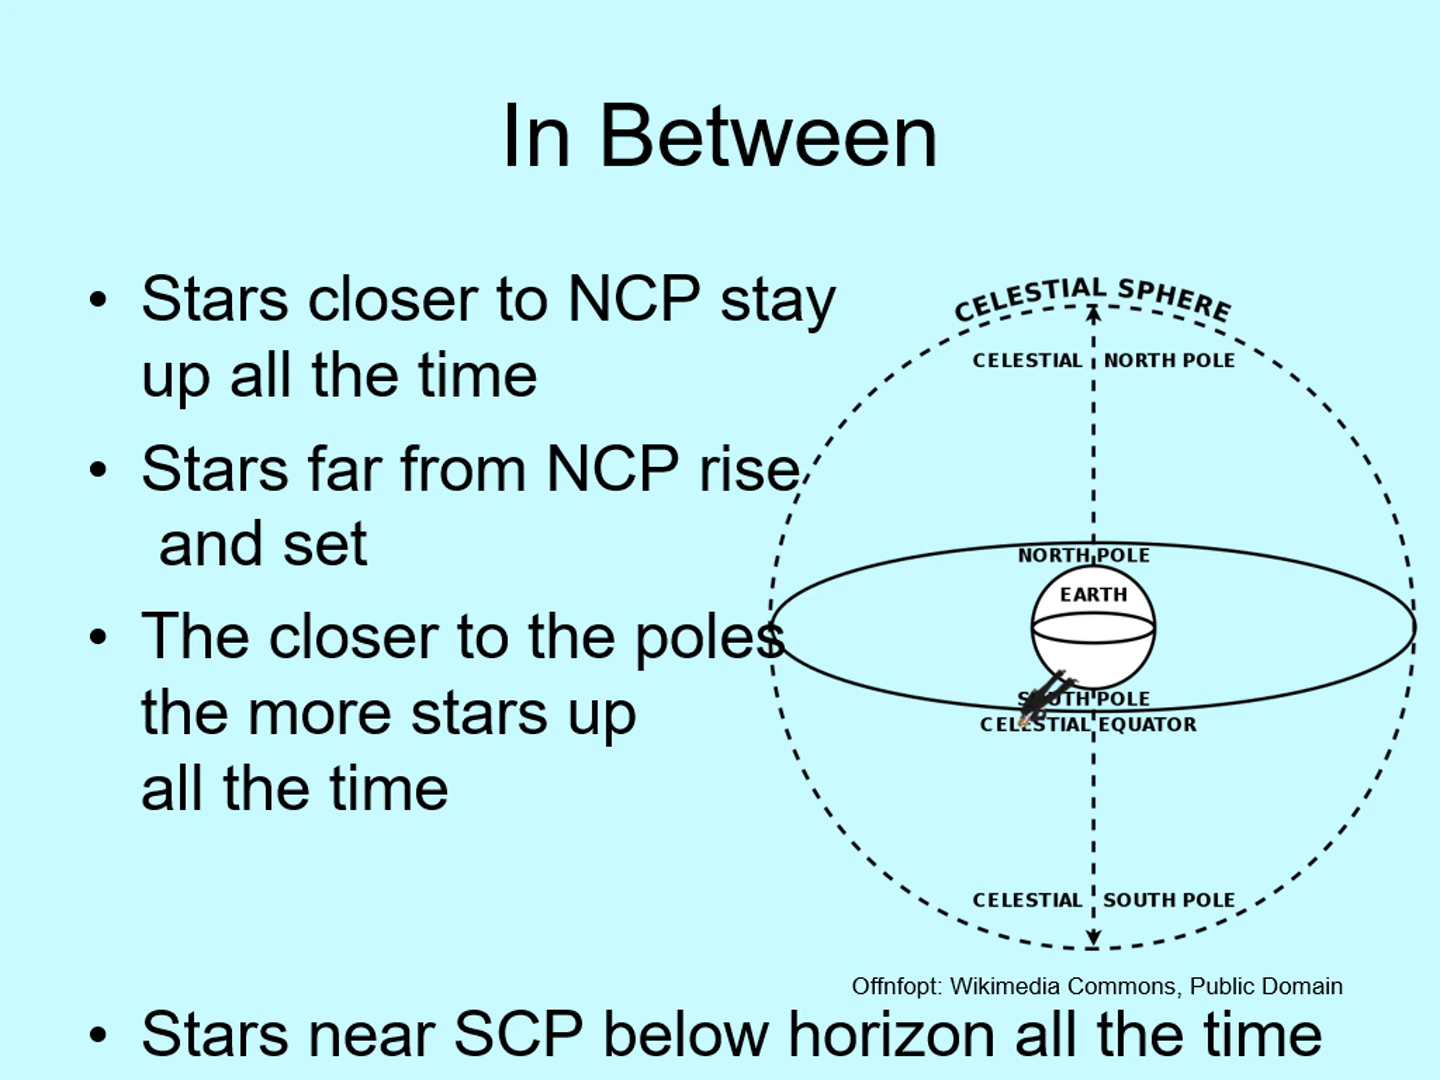 In Between
• Stars closer to NCP stay
up all the time
• Stars far from NCP rise
and set
• The closer to the poles
the more stars up
all the time
CELESTIAL SPHERE
CELESTIAL NORTH POLE
NORTH POLE
EARTH
SOUTH POLE
CELESTIAL EQUATOR
CELESTIAL SOUTH POLE
Offnfopt: Wikimedia Commons, Public Domain
• Stars near SCP below horizon all the time